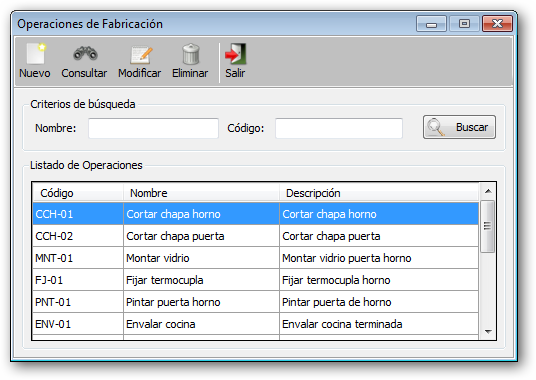 Operaciones de Fabricación
Nuevo Consultar Modificar Eliminar Salir
Criterios de búsqueda
Nombre: Código: Buscar
Listado de Operaciones
Código Nombre Descripción
CCH-01 Cortar chapa horno Cortar chapa horno
CCH-02 Cortar chapa puerta Cortar chapa puerta
MNT-01 Montar vidrio Montar vidrio puerta horno
FJ-01 Fijar termocupla Fijar termocupla horno
PNT-01 Pintar puerta horno Pintar puerta de horno
ENV-01 Envalar cocina Envalar cocina terminada